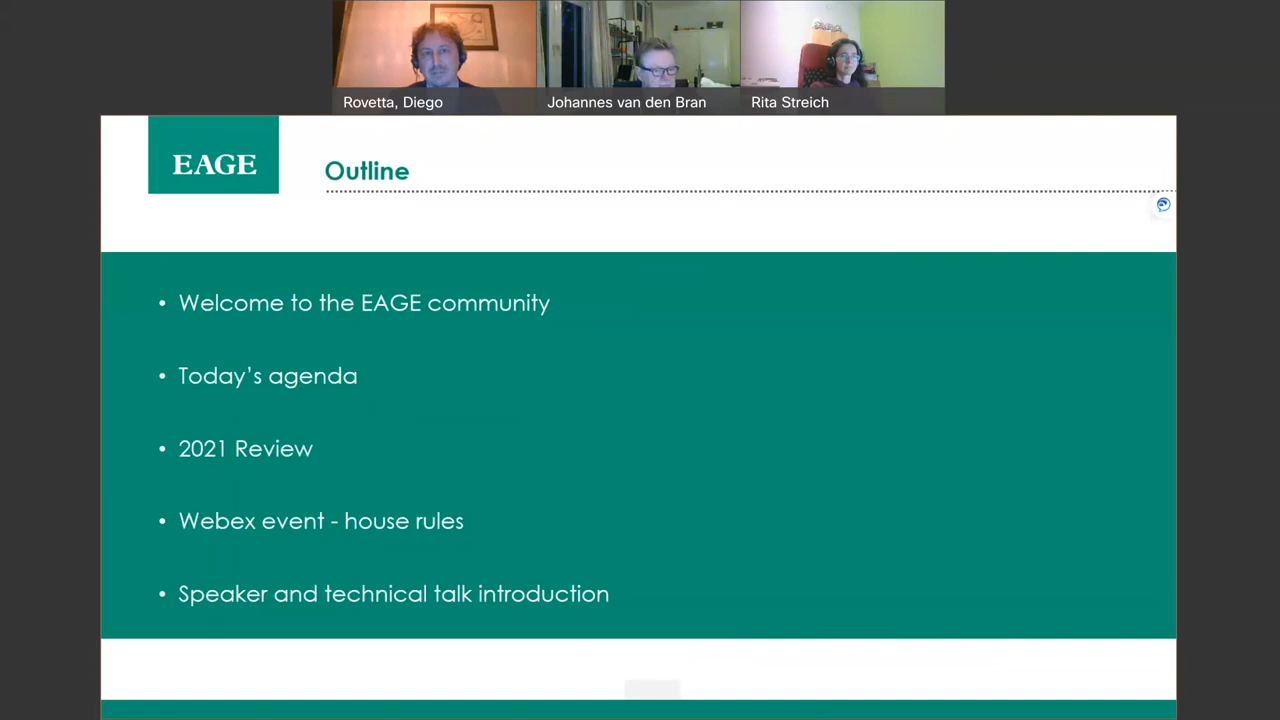 Rovetta, Diego
Johannes van den Bran
Rita Streich
EAGE
Outline
• Welcome to the EAGE community
• Today's agenda
• 2021 Review
• Webex event - house rules
• Speaker and technical talk introduction